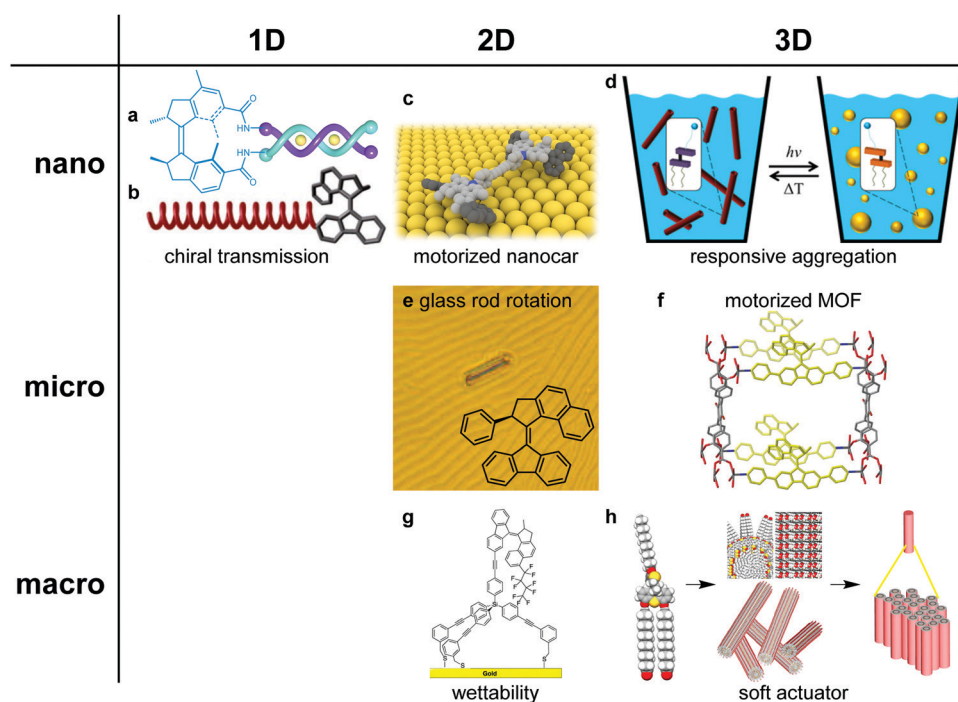 1D 2D 3D
nano
a
HN
O
HN
O
b
chiral transmission
c
motorized nanocar
d
hν
ΔT
responsive aggregation
micro
e glass rod rotation
f motorized MOF
macro
g
F F
F F
F F
F F
F
Si
S S S
Gold
wettability
h
soft actuator